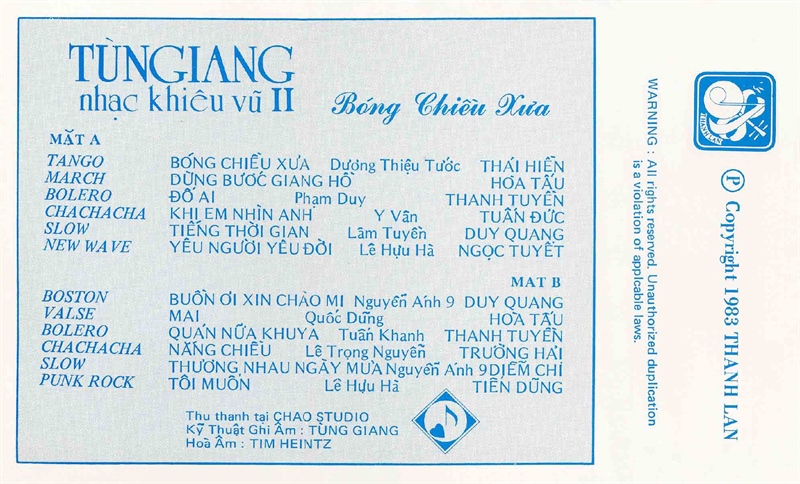 TÙNGIANG
nhạc khiêu vũ II Bóng Chiều Xưa
MẶT A
TANGO BÓNG CHIỀU XƯA Dương Thiệu Tước THÁI HIỀN
MARCH DỪNG BƯỚC GIANG HỒ HÒA TẤU
BOLERO ĐỐ AI Phạm Duy THANH TUYỀN
CHACHACHA KHI EM NHÌN ANH Y Vân TUẤN ĐỨC
SLOW TIẾNG THỜI GIAN Lâm Tuyền DUY QUANG
NEW WAVE YÊU NGƯỜI YÊU ĐỜI Lê Hựu Hà NGỌC TUYẾT
MAT B
BOSTON BUỒN ƠI XIN CHÀO MI Nguyễn Ánh 9 DUY QUANG
VALSE MAI Quốc Dũng HOÀ TẤU
BOLERO QUÁN NỬA KHUYA Tuấn Khanh THANH TUYỀN
CHACHACHA NẮNG CHIỀU Lê Trọng Nguyễn TRƯỜNG HẢI
SLOW THƯƠNG NHAU NGÀY MƯA Nguyễn Ánh 9 DIỄM CHI
PUNK ROCK TÔI MUỐN Lê Hựu Hà TIẾN DŨNG
Thu thanh tại CHAO STUDIO
Kỹ Thuật Ghi Âm : TÙNG GIANG
Hoà Âm : TIM HEINTZ
WARNING : All rights reserved. Unauthorized duplication
is a violation of applcable laws.
THANH LAN
Ⓟ Copyright 1983 THANH LAN